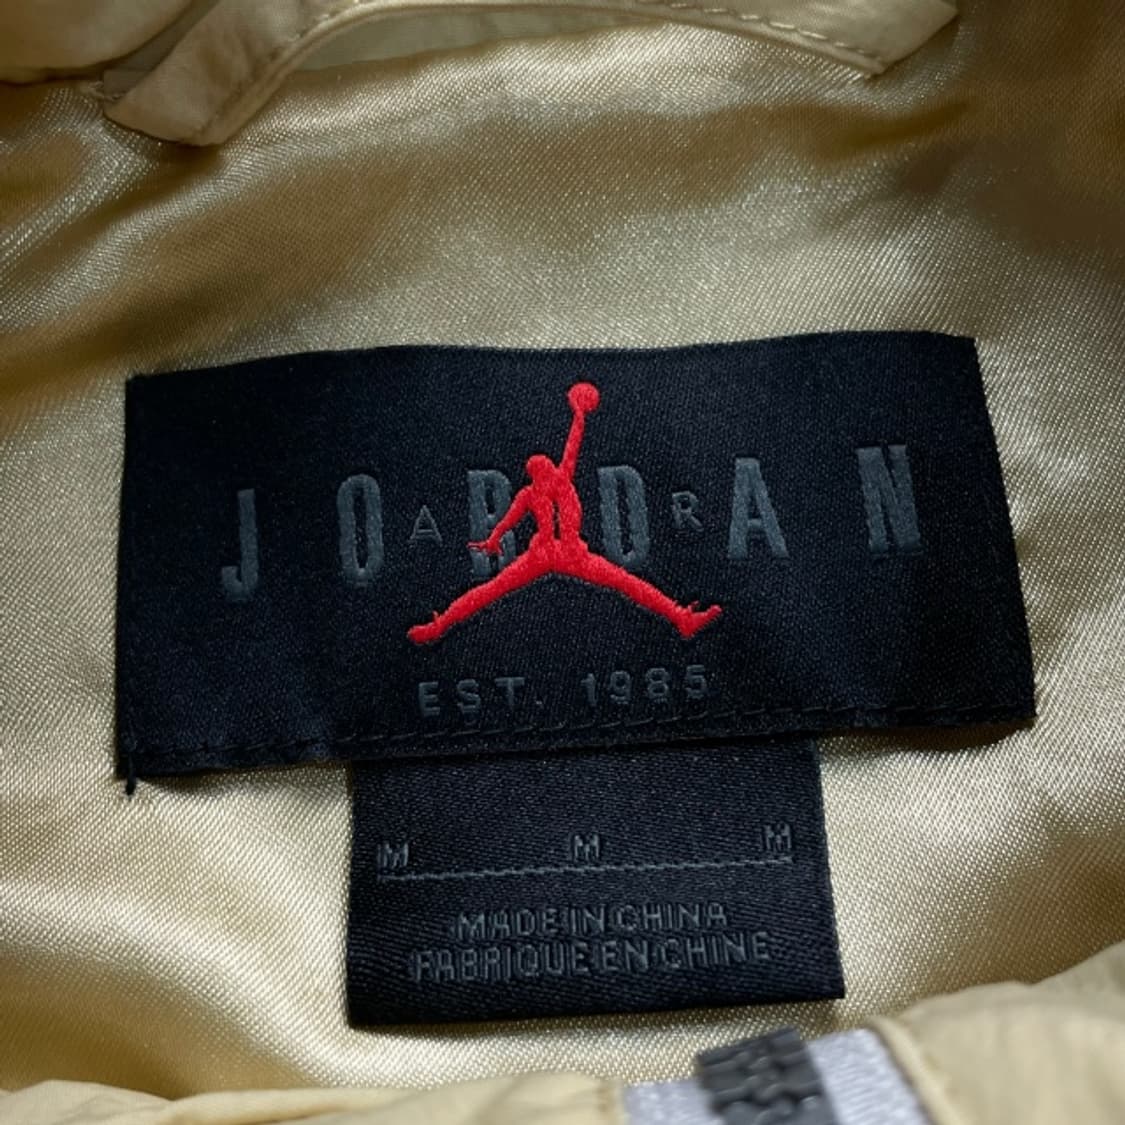 JORDAN
AIR
EST. 1985
M M M
MADE IN CHINA
FABRIQUE EN CHINE